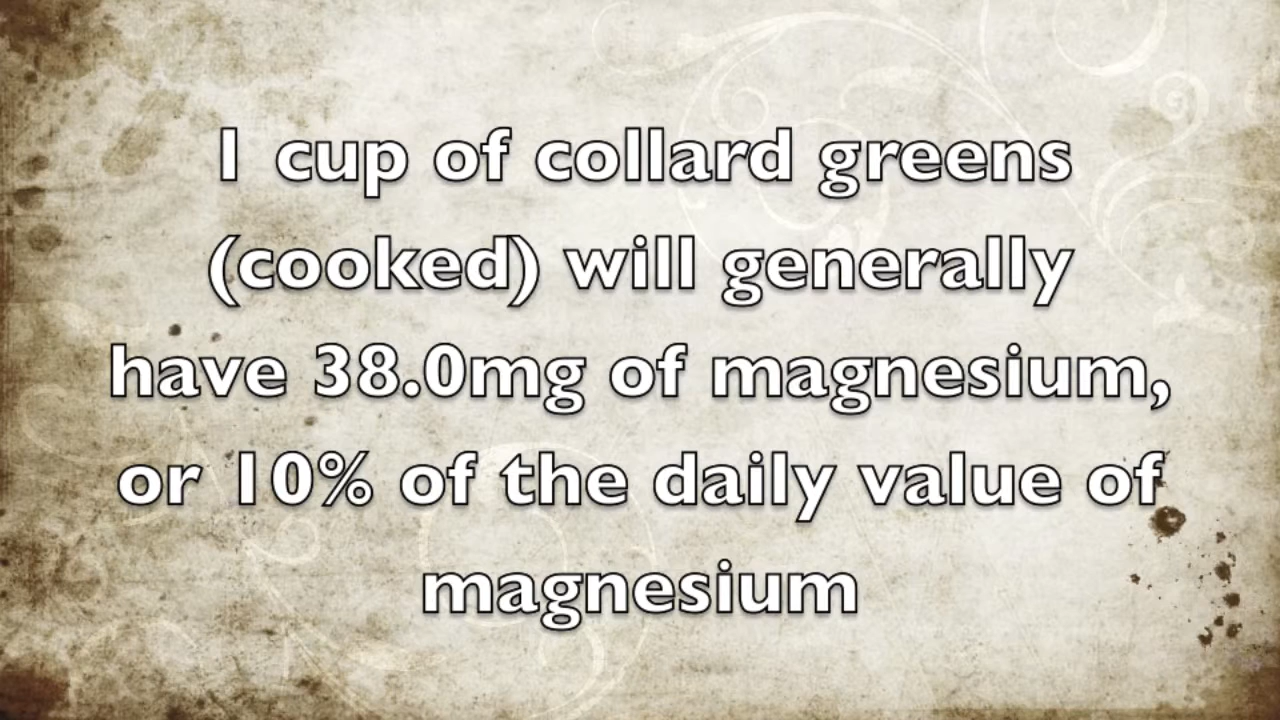 1 cup of collard greens
(cooked) will generally
have 38.0mg of magnesium,
or 10% of the daily value of
magnesium